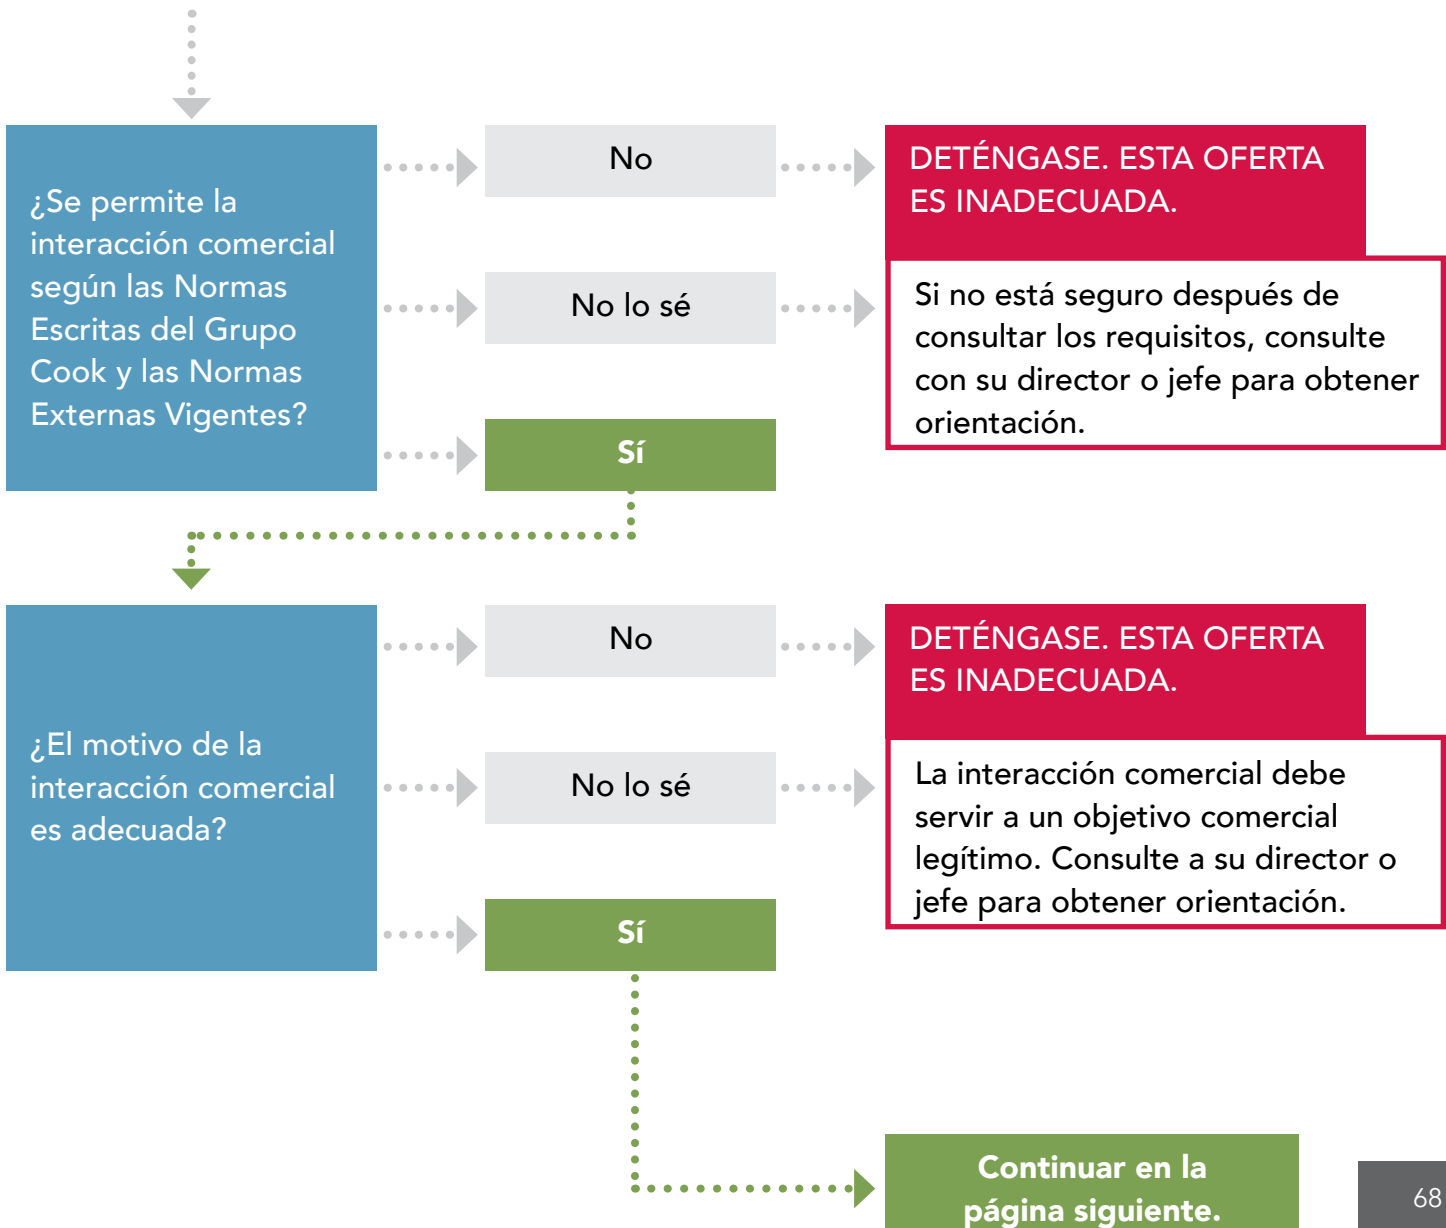 ¿Se permite la
interacción comercial
según las Normas
Escritas del Grupo
Cook y las Normas
Externas Vigentes?
No
DETÉNGASE. ESTA OFERTA
ES INADECUADA.
No lo sé
Si no está seguro después de
consultar los requisitos, consulte
con su director o jefe para obtener
orientación.
Sí
¿El motivo de la
interacción comercial
es adecuada?
No
DETÉNGASE. ESTA OFERTA
ES INADECUADA.
No lo sé
La interacción comercial debe
servir a un objetivo comercial
legítimo. Consulte a su director o
jefe para obtener orientación.
Sí
Continuar en la
página siguiente.
68